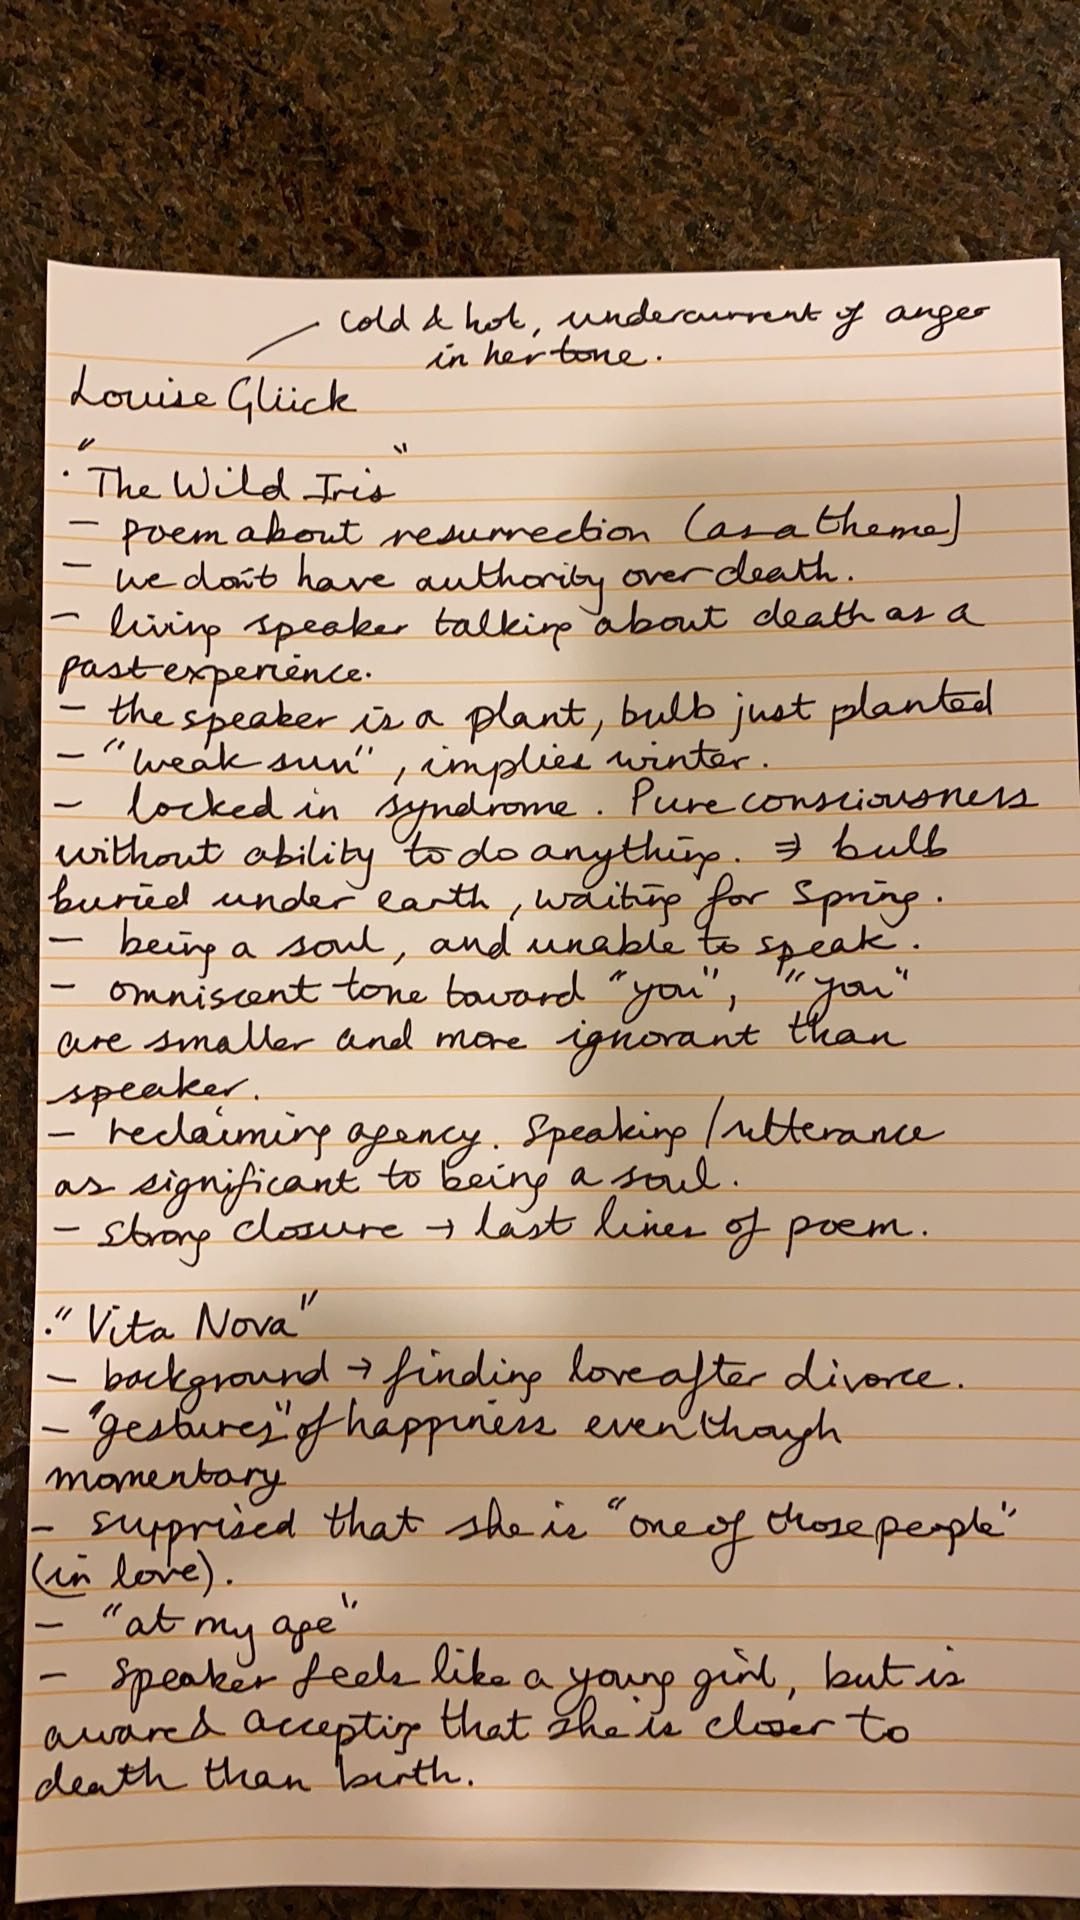 cold & hot, undercurrent of anger
in her tone.
Louise Glück
· "The Wild Iris"
- poem about resurrection (as a theme)
- we don't have authority over death.
- living speaker talking about death as a
past experience.
- the speaker is a plant, bulb just planted
- "weak sun", implies winter.
- locked in syndrome. Pure consciousness
without ability to do anything. ⇒ bulb
buried under earth, waiting for Spring.
- being a soul, and unable to speak.
- omniscent tone toward "you", "you"
are smaller and more ignorant than
speaker.
- reclaiming agency. Speaking/utterance
as significant to being a soul.
- strong closure → last lines of poem.
· "Vita Nova"
- background → finding love after divorce.
- "gestures" of happiness even though
momentary
- surprised that she is "one of those people"
(in love).
- "at my age"
- speaker feels like a young girl, but is
aware & accepting that she is closer to
death than birth.